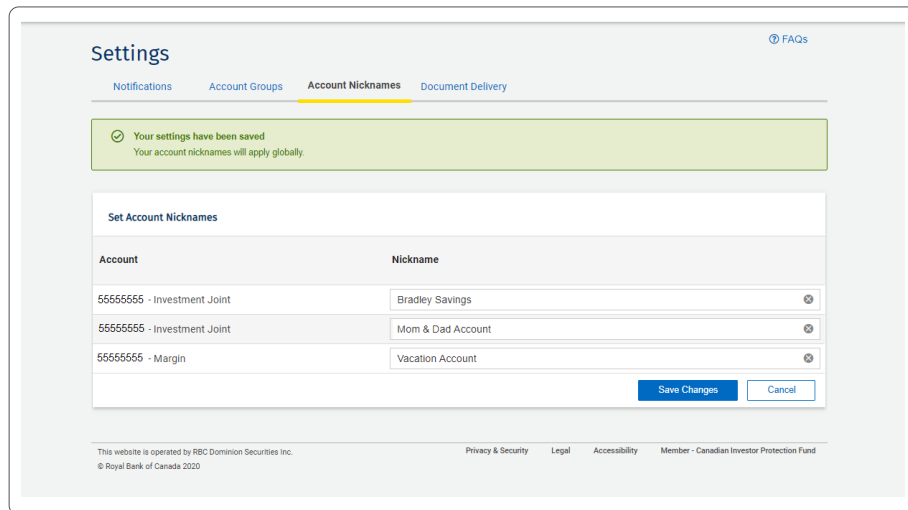 FAQs
Settings
Notifications Account Groups Account Nicknames Document Delivery
Your settings have been saved
Your account nicknames will apply globally.
Set Account Nicknames
Account Nickname
55555555 - Investment Joint Bradley Savings
55555555 - Investment Joint Mom & Dad Account
55555555 - Margin Vacation Account
Save Changes Cancel
This website is operated by RBC Dominion Securities Inc. Privacy & Security Legal Accessibility Member - Canadian Investor Protection Fund
© Royal Bank of Canada 2020